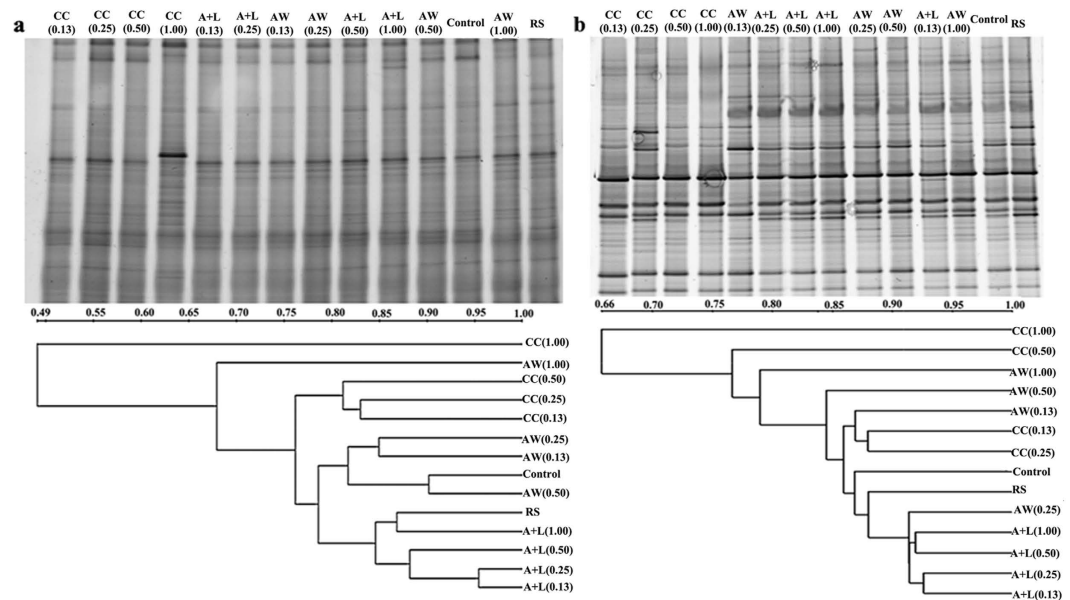 a
CC CC CC CC A+L A+L AW AW A+L A+L AW Control AW RS
(0.13) (0.25) (0.50) (1.00) (0.13) (0.25) (0.13) (0.25) (0.50) (1.00) (0.50) (1.00)
0.49 0.55 0.60 0.65 0.70 0.75 0.80 0.85 0.90 0.95 1.00
CC(1.00)
AW(1.00)
CC(0.50)
CC(0.25)
CC(0.13)
AW(0.25)
AW(0.13)
Control
AW(0.50)
RS
A+L(1.00)
A+L(0.50)
A+L(0.25)
A+L(0.13)
b
CC CC CC CC AW A+L A+L A+L AW AW A+L AW Control RS
(0.13) (0.25) (0.50) (1.00) (0.13) (0.25) (0.50) (1.00) (0.25) (0.50) (0.13) (1.00)
0.66 0.70 0.75 0.80 0.85 0.90 0.95 1.00
CC(1.00)
CC(0.50)
AW(1.00)
AW(0.50)
AW(0.13)
CC(0.13)
CC(0.25)
Control
RS
AW(0.25)
A+L(1.00)
A+L(0.50)
A+L(0.25)
A+L(0.13)